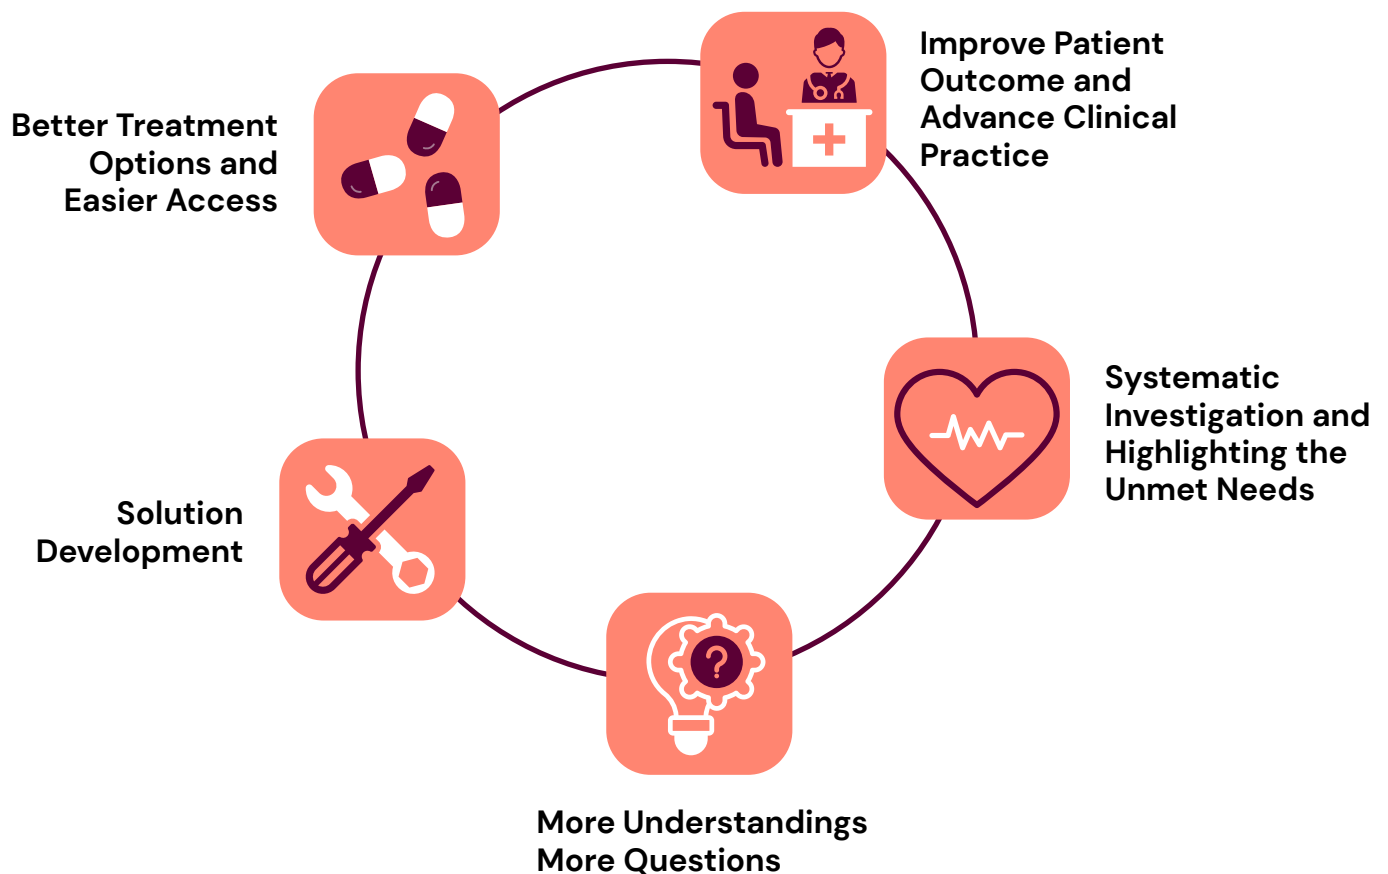 Improve Patient
Outcome and
Advance Clinical
Practice
Better Treatment
Options and
Easier Access
Systematic
Investigation and
Highlighting the
Unmet Needs
Solution
Development
?
More Understandings
More Questions